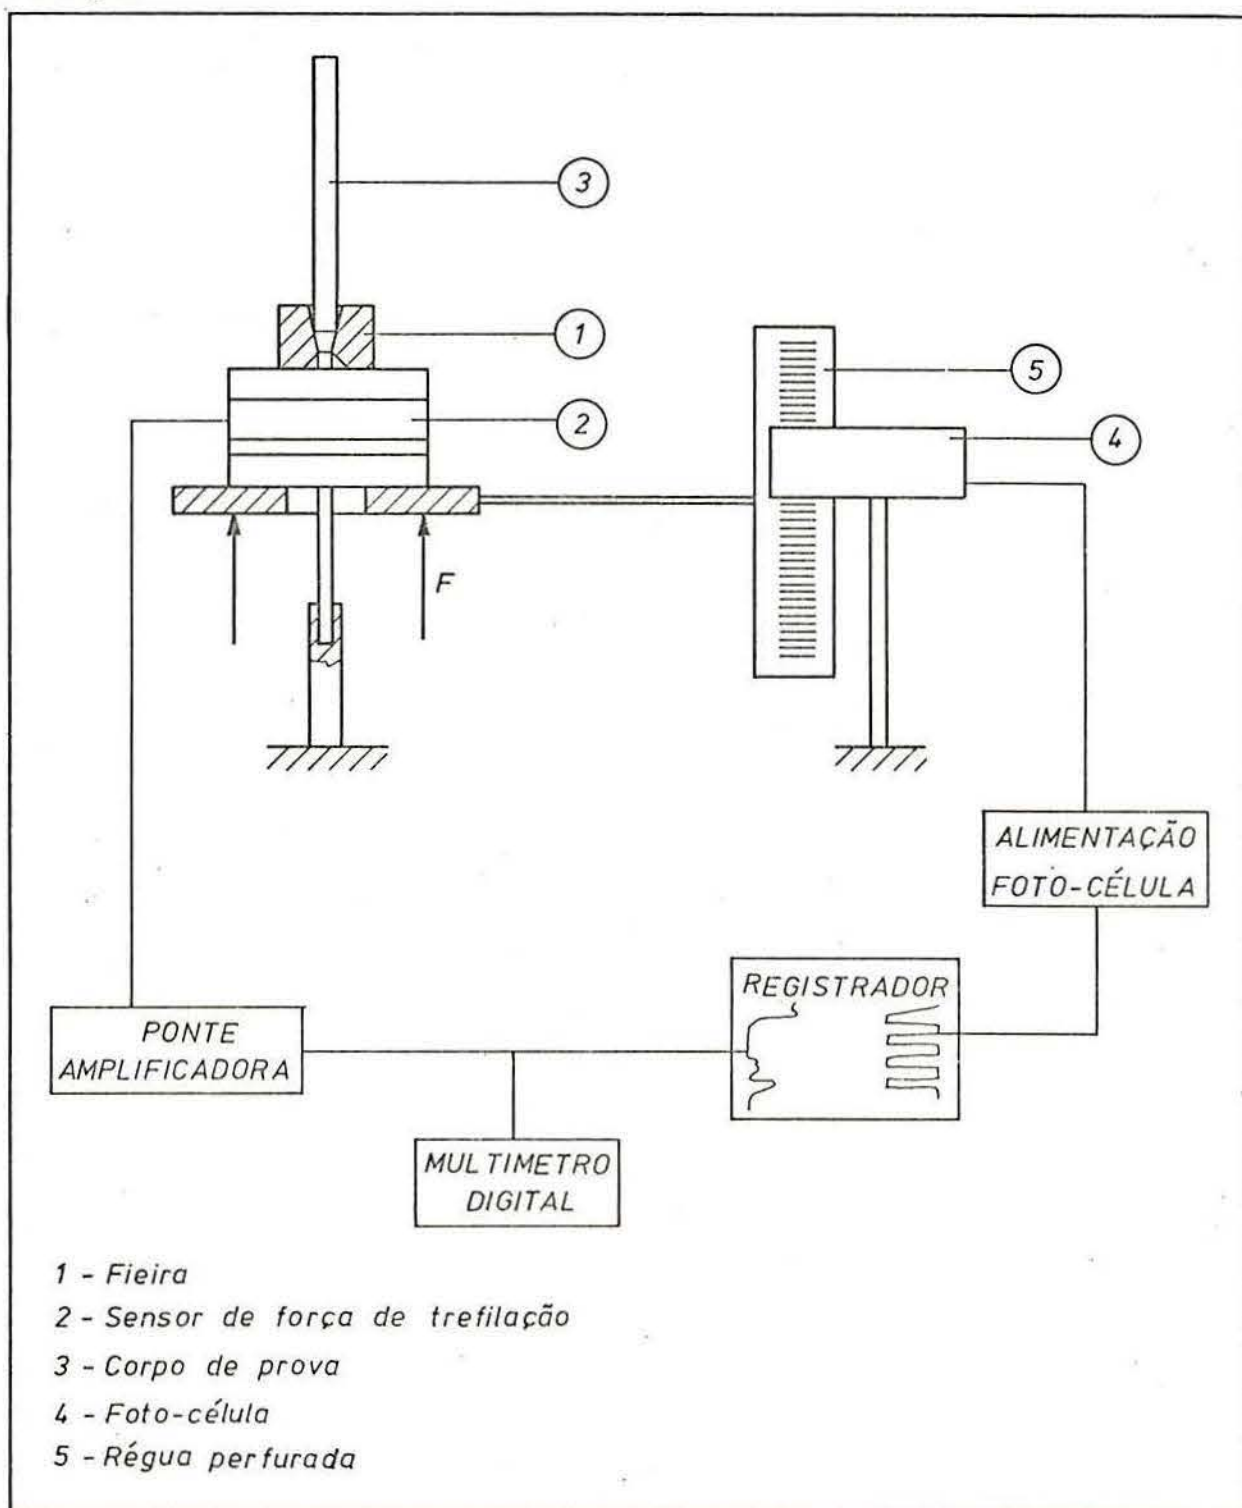 3
1
5
2
4
F
ALIMENTAÇÃO
FOTO-CÉLULA
REGISTRADOR
PONTE
AMPLIFICADORA
MULTIMETRO
DIGITAL
1 - Fieira
2 - Sensor de força de trefilação
3 - Corpo de prova
4 - Foto-célula
5 - Régua perfurada